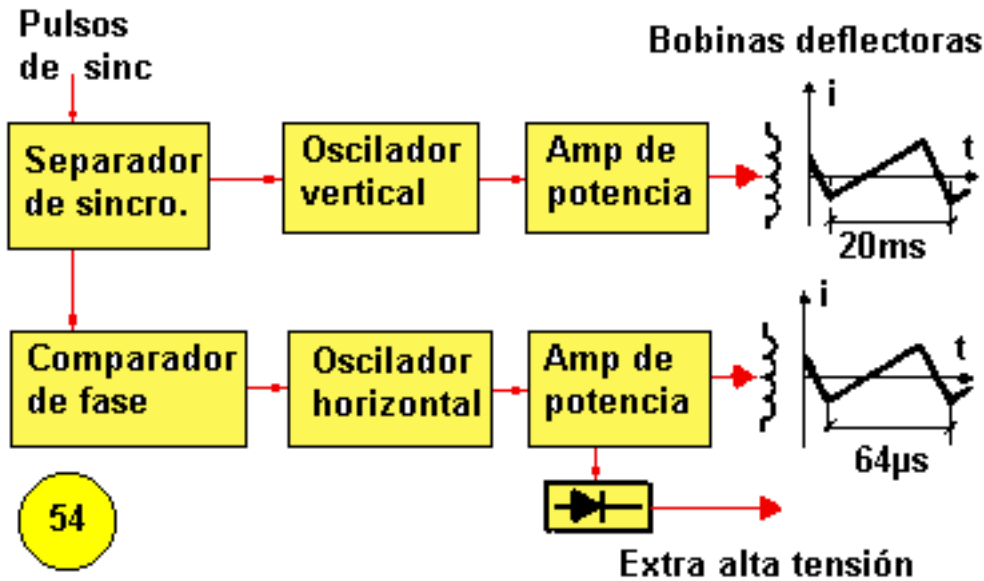 Pulsos
de sinc
Bobinas deflectoras
Separador
de sincro.
Oscilador
vertical
Amp de
potencia
i
t
20ms
Comparador
de fase
Oscilador
horizontal
Amp de
potencia
i
t
64µs
54
Extra alta tensión